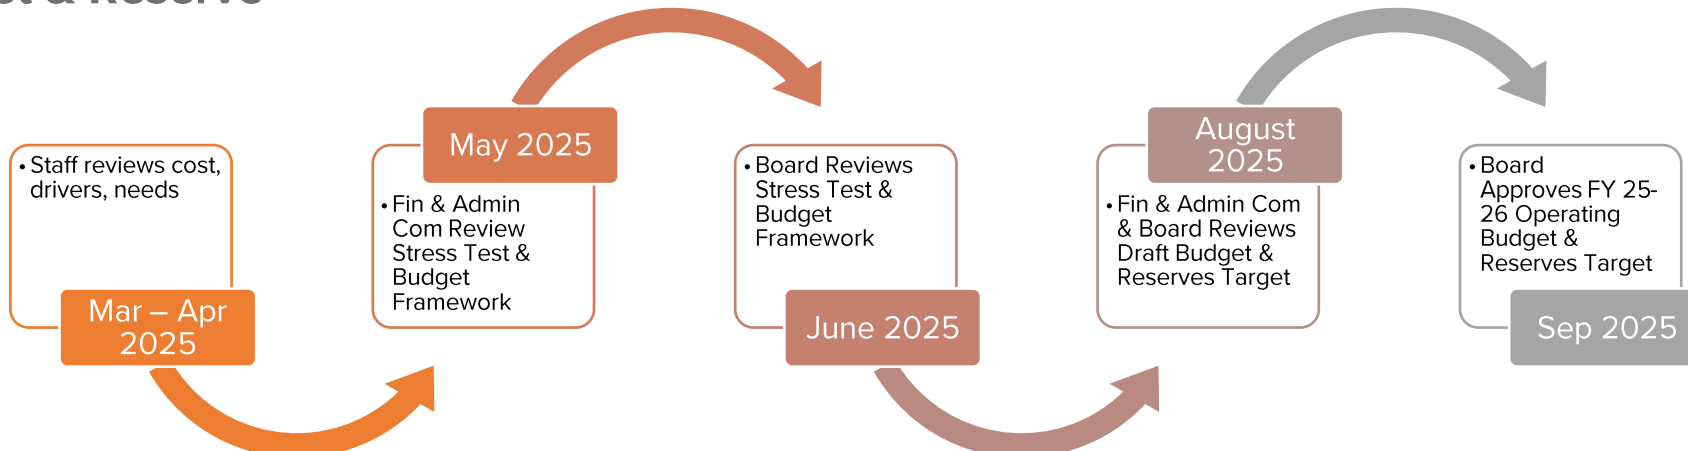 & Reserve
• Staff reviews cost,
drivers, needs
Mar – Apr
2025
May 2025
• Fin & Admin
Com Review
Stress Test &
Budget
Framework
• Board Reviews
Stress Test &
Budget
Framework
June 2025
August
2025
• Fin & Admin Com
& Board Reviews
Draft Budget &
Reserves Target
• Board
Approves FY 25-
26 Operating
Budget &
Reserves Target
Sep 2025